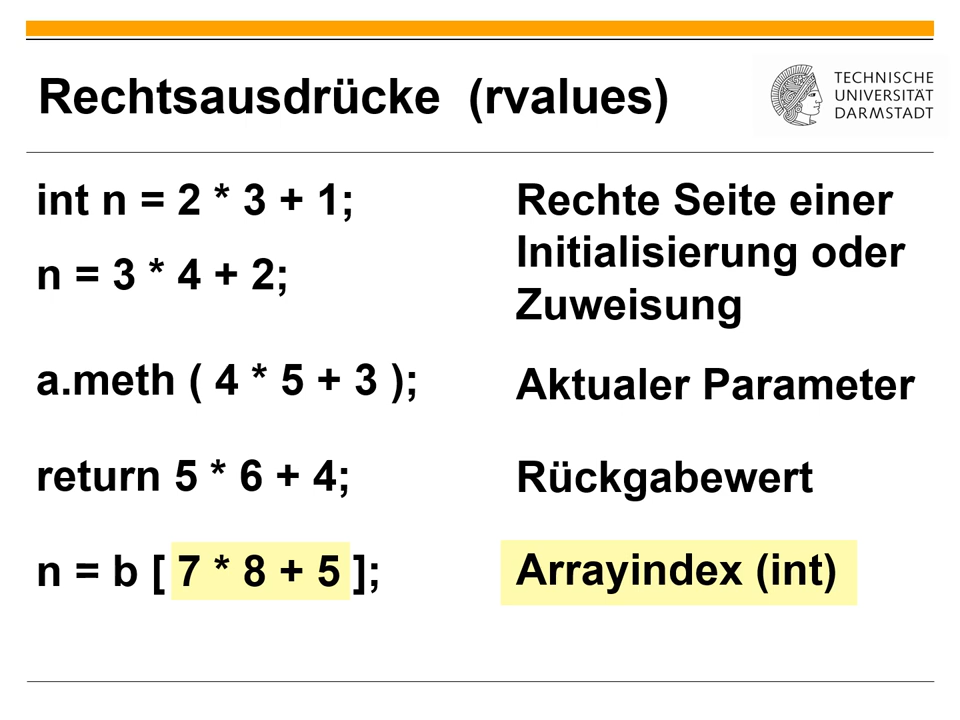 Rechtsausdrücke (rvalues)
TECHNISCHE
UNIVERSITÄT
DARMSTADT
int n = 2 * 3 + 1;
n = 3 * 4 + 2;
Rechte Seite einer
Initialisierung oder
Zuweisung
a.meth ( 4 * 5 + 3 );
Aktualer Parameter
return 5 * 6 + 4;
Rückgabewert
n = b [ 7 * 8 + 5 ];
Arrayindex (int)